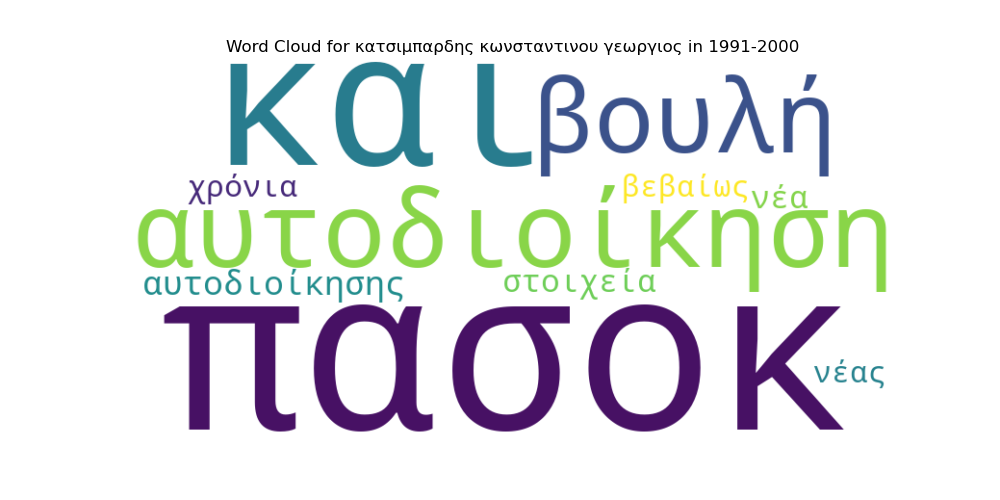 Word Cloud for κατσιμπαρδης κωνσταντινου γεωργιος in 1991-2000
και βουλή
χρόνια βεβαίως νέα
αυτοδιοίκηση
αυτοδιοίκησης στοιχεία
πασοκ νέας